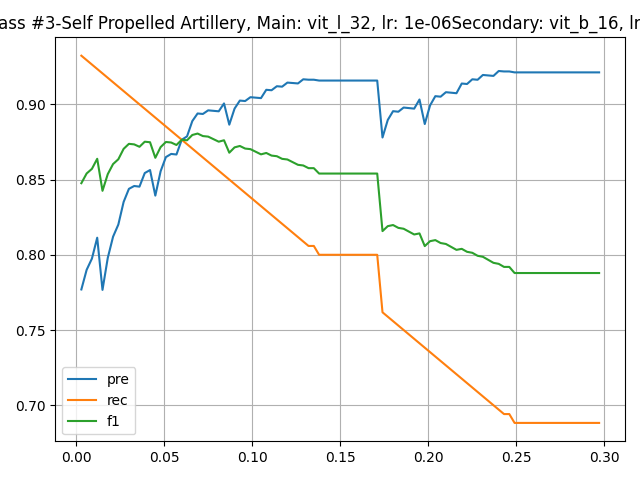 ass #3-Self Propelled Artillery, Main: vit_l_32, lr: 1e-06Secondary: vit_b_16, lr
0.90
0.85
0.80
0.75
0.70
pre
rec
f1
0.00 0.05 0.10 0.15 0.20 0.25 0.30